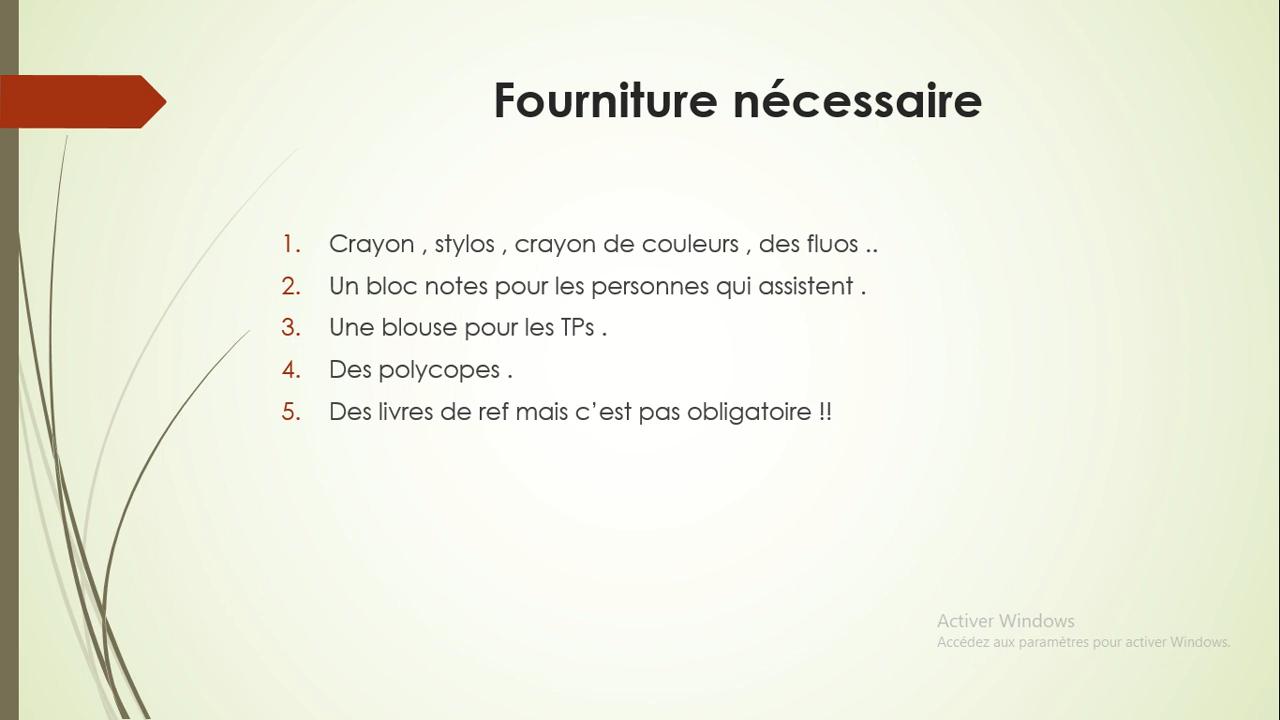 Fourniture nécessaire
1. Crayon , stylos , crayon de couleurs , des fluos ..
2. Un bloc notes pour les personnes qui assistent .
3. Une blouse pour les TPs .
4. Des polycopes .
5. Des livres de ref mais c’est pas obligatoire !!
Activer Windows
Accédez aux paramètres pour activer Windows.